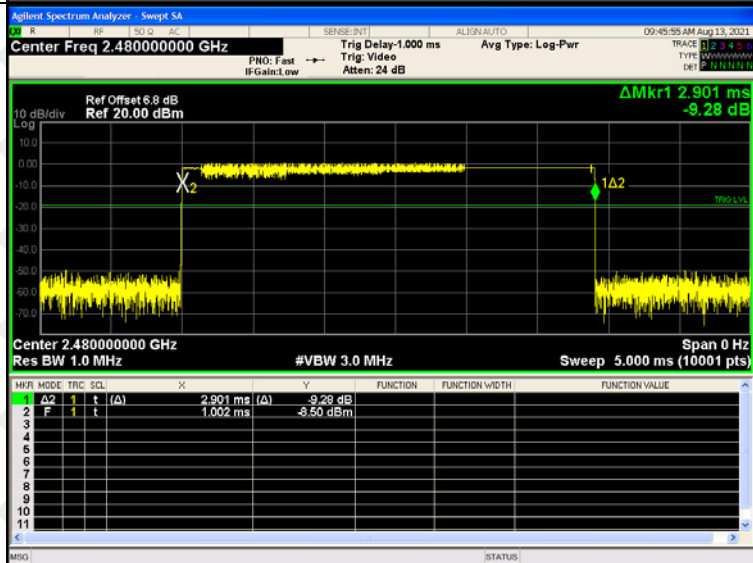 Agilent Spectrum Analyzer - Swept SA
R RF 50 Ω AC SENSE:INT ALIGN AUTO 09:45:55 AM Aug 13, 2021
Center Freq 2.480000000 GHz
PNO: Fast
IFGain:Low
Trig Delay-1.000 ms
Trig: Video
Atten: 24 dB
Avg Type: Log-Pwr
TRACE 1 2 3 4 5 6
TYPE WWWWWW
DET P N N N N N
Ref Offset 6.8 dB
10 dB/div Ref 20.00 dBm
Log
ΔMkr1 2.901 ms
-9.28 dB
10.0
0.00
-10.0
-20.0
-30.0
-40.0
-50.0
-60.0
-70.0
X2
1Δ2
TRIG LVL
Center 2.480000000 GHz Span 0 Hz
Res BW 1.0 MHz #VBW 3.0 MHz Sweep 5.000 ms (10001 pts)
MKR MODE TRC SCL X Y FUNCTION FUNCTION WIDTH FUNCTION VALUE
1 Δ2 1 t (Δ) 2.901 ms (Δ) -9.28 dB
2 F 1 t 1.002 ms -8.50 dBm
3
4
5
6
7
8
9
10
11
MSG STATUS